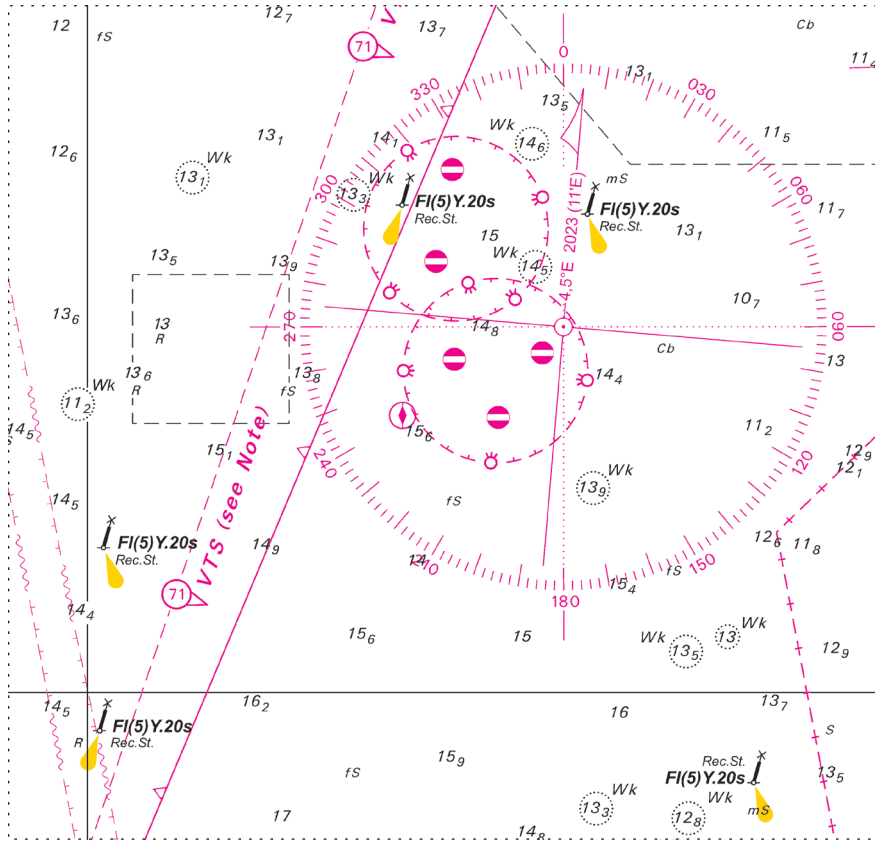 12
fS
12₇
71
V
13₇
0
Cb
11₄
13₁
030
330
13₅
12₆
13₁
14₁
Wk
14₆
11₅
13₁
Wk
13₃
Wk
300
Fl(5)Y.20s
Rec.St.
mS
Fl(5)Y.20s
Rec.St.
060
11₇
15
13₁
4,5°E 2023 (11'E)
13₅
13₉
Wk
14₅
10₇
13₆
13
R
270
14₈
Cb
090
13₆
R
13₈
fS
14₄
13
11₂
Wk
14₅
s
15₆
11₂
15₁
VTS (see Note)
240
120
12₉
12₁
14₅
fS
13₉
Wk
Fl(5)Y.20s
Rec.St.
14₉
14
210
12₆
11₈
150
fS
15₄
14₄
71
180
15₆
15
Wk
13₅
13
Wk
12₉
14₅
16₂
16
13₇
Fl(5)Y.20s
Rec.St.
R
S
fS
15₉
Rec.St.
Fl(5)Y.20s
13₅
17
14₈
13₃
Wk
12₈
Wk
mS